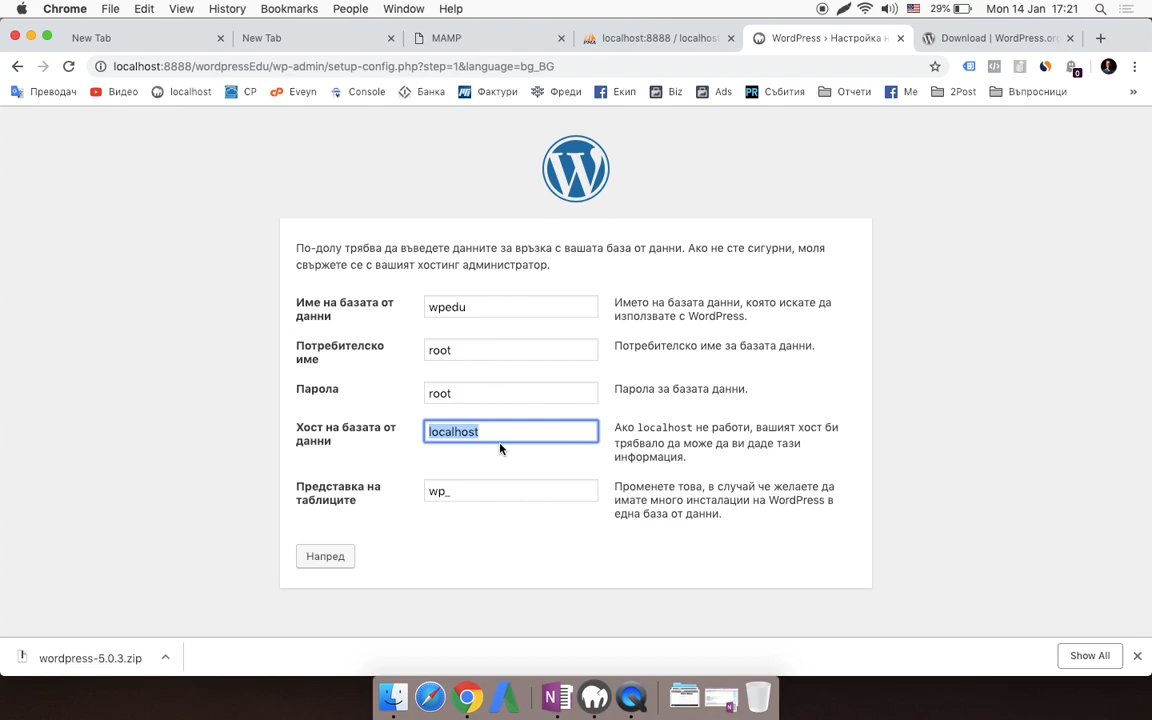 Chrome File Edit View History Bookmarks People Window Help 29% Mon 14 Jan 17:21
New Tab New Tab MAMP localhost:8888 / localhos WordPress › Настройка н Download | WordPress.org
localhost:8888/wordpressEdu/wp-admin/setup-config.php?step=1&language=bg_BG
Преводач Видео localhost CP Eveyn Console Банка Фактури Фреди Екип Biz Ads Събития Отчети Me 2Post Въпросници »
По-долу трябва да въведете данните за връзка с вашата база от данни. Ако не сте сигурни, моля
свържете се с вашият хостинг администратор.
Име на базата от
данни
wpedu
Името на базата данни, която искате да
използвате с WordPress.
Потребителско
име
root
Потребителско име за базата данни.
Парола
root
Парола за базата данни.
Хост на базата от
данни
localhost
Ако localhost не работи, вашият хост би
трябвало да може да ви даде тази
информация.
Представка на
таблиците
wp_
Променете това, в случай че желаете да
имате много инсталации на WordPress в
една база от данни.
Напред
wordpress-5.0.3.zip
Show All